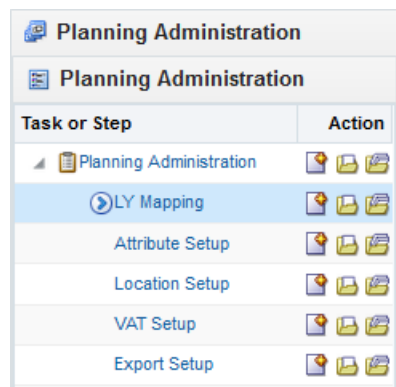 Planning Administration
Planning Administration
Task or Step Action
Planning Administration
LY Mapping
Attribute Setup
Location Setup
VAT Setup
Export Setup